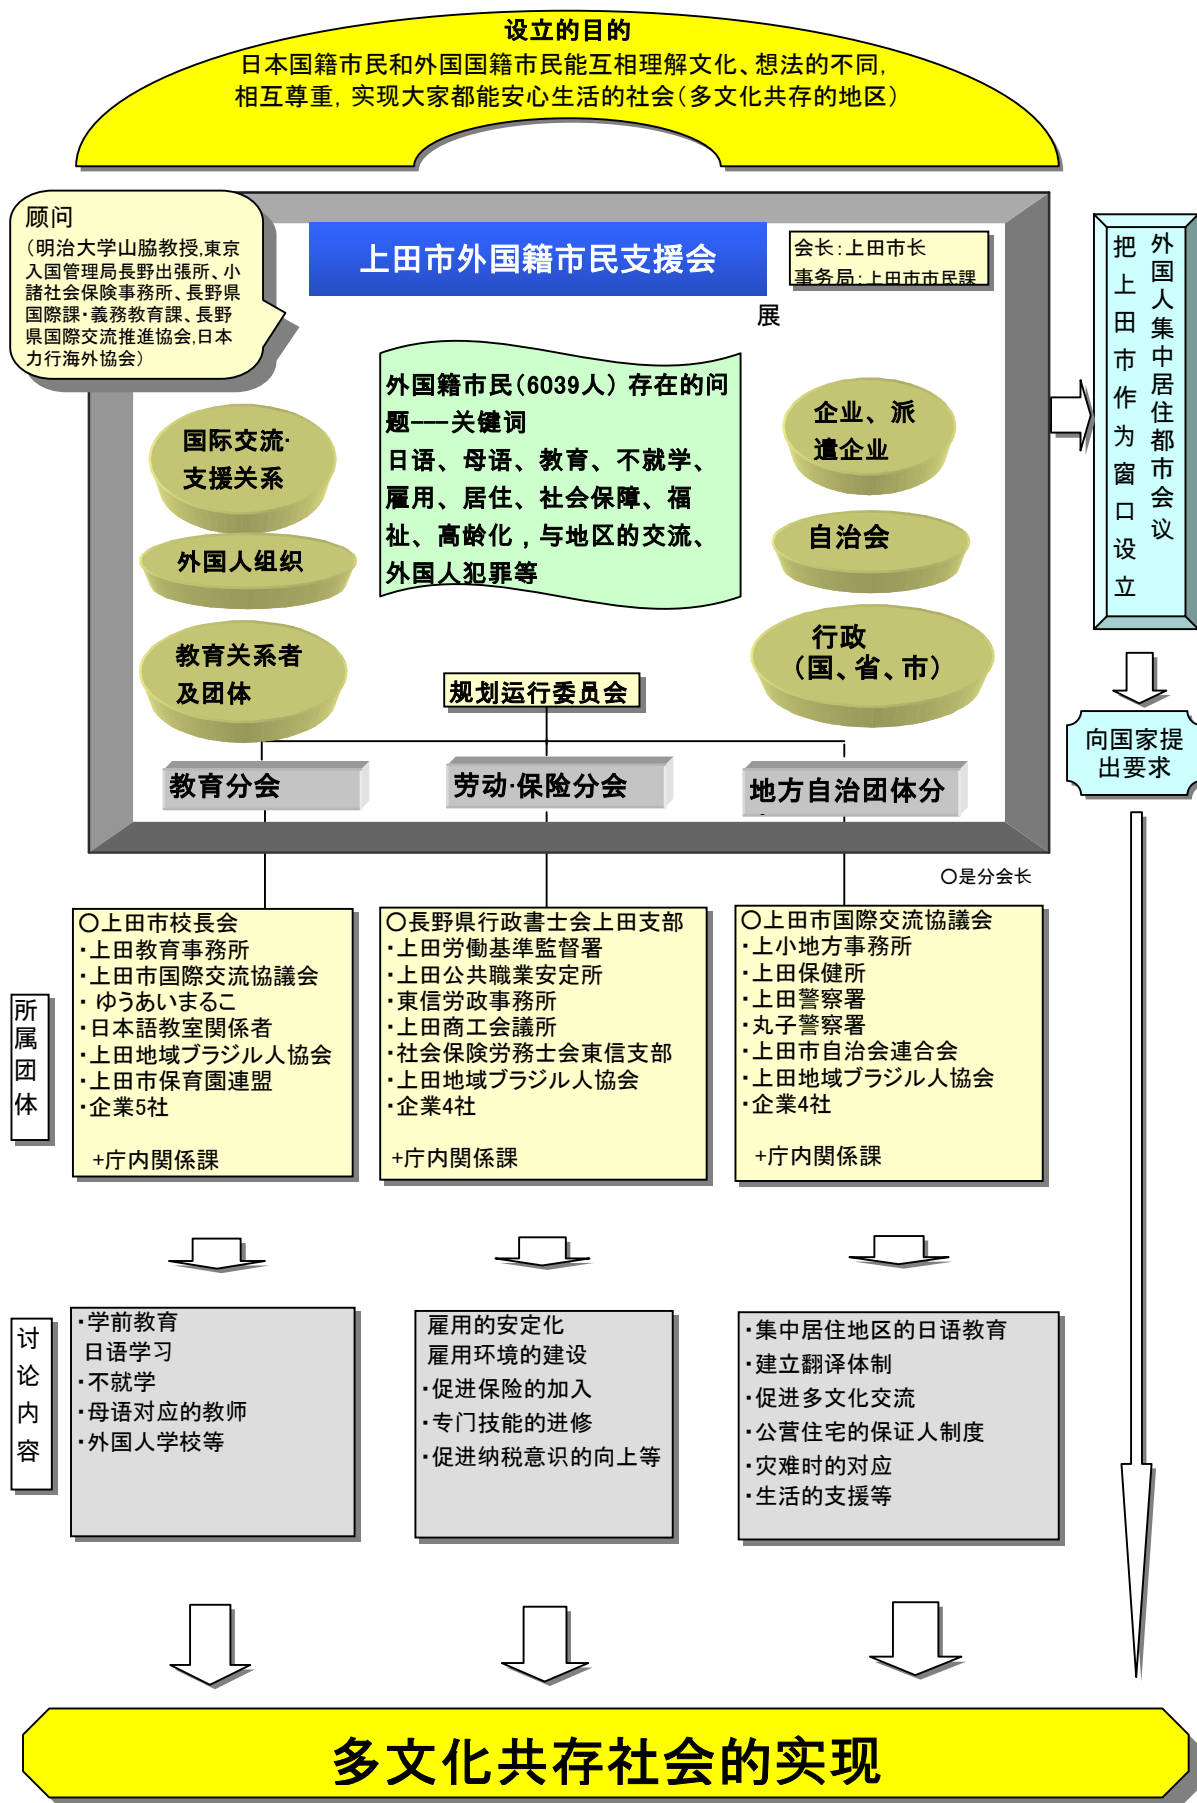 设立的目的
日本国籍市民和外国国籍市民能互相理解文化、想法的不同,
相互尊重, 实现大家都能安心生活的社会(多文化共存的地区)
顾问
(明治大学山脇教授,東京
入国管理局長野出張所、小
諸社会保険事務所、長野県
国際課・義務教育課、長野
県国際交流推進協会,日本
力行海外協会)
上田市外国籍市民支援会
会长:上田市长
事务局:上田市市民課
展
外国籍市民(6039人) 存在的问
题---关键词
日语、母语、教育、不就学、
雇用、居住、社会保障、福
祉、高龄化 , 与地区的交流、
外国人犯罪等
国际交流·
支援关系
外国人组织
教育关系者
及团体
企业、派
遣企业
自治会
行政
(国、省、市)
规划运行委员会
教育分会
劳动·保险分会
地方自治团体分
外国人集中居住都市会议
把上田市作为窗口设立
向国家提
出要求
○是分会长
所属团体
○上田市校長会
・上田教育事務所
・上田市国際交流協議会
・ ゆうあいまるこ
・日本語教室関係者
・上田地域ブラジル人協会
・上田市保育園連盟
・企業5社
+庁内関係課
○長野県行政書士会上田支部
・上田労働基準監督署
・上田公共職業安定所
・東信労政事務所
・上田商工会議所
・社会保険労務士会東信支部
・上田地域ブラジル人協会
・企業4社
+庁内関係課
○上田市国際交流協議会
・上小地方事務所
・上田保健所
・上田警察署
・丸子警察署
・上田市自治会連合会
・上田地域ブラジル人協会
・企業4社
+庁内関係課
讨论内容
・学前教育
日语学习
・不就学
・母语对应的教师
・外国人学校等
雇用的安定化
雇用环境的建设
・促进保险的加入
・专门技能的进修
・促进纳税意识的向上等
・集中居住地区的日语教育
・建立翻译体制
・促进多文化交流
・公营住宅的保证人制度
・灾难时的对应
・生活的支援等
多文化共存社会的实现